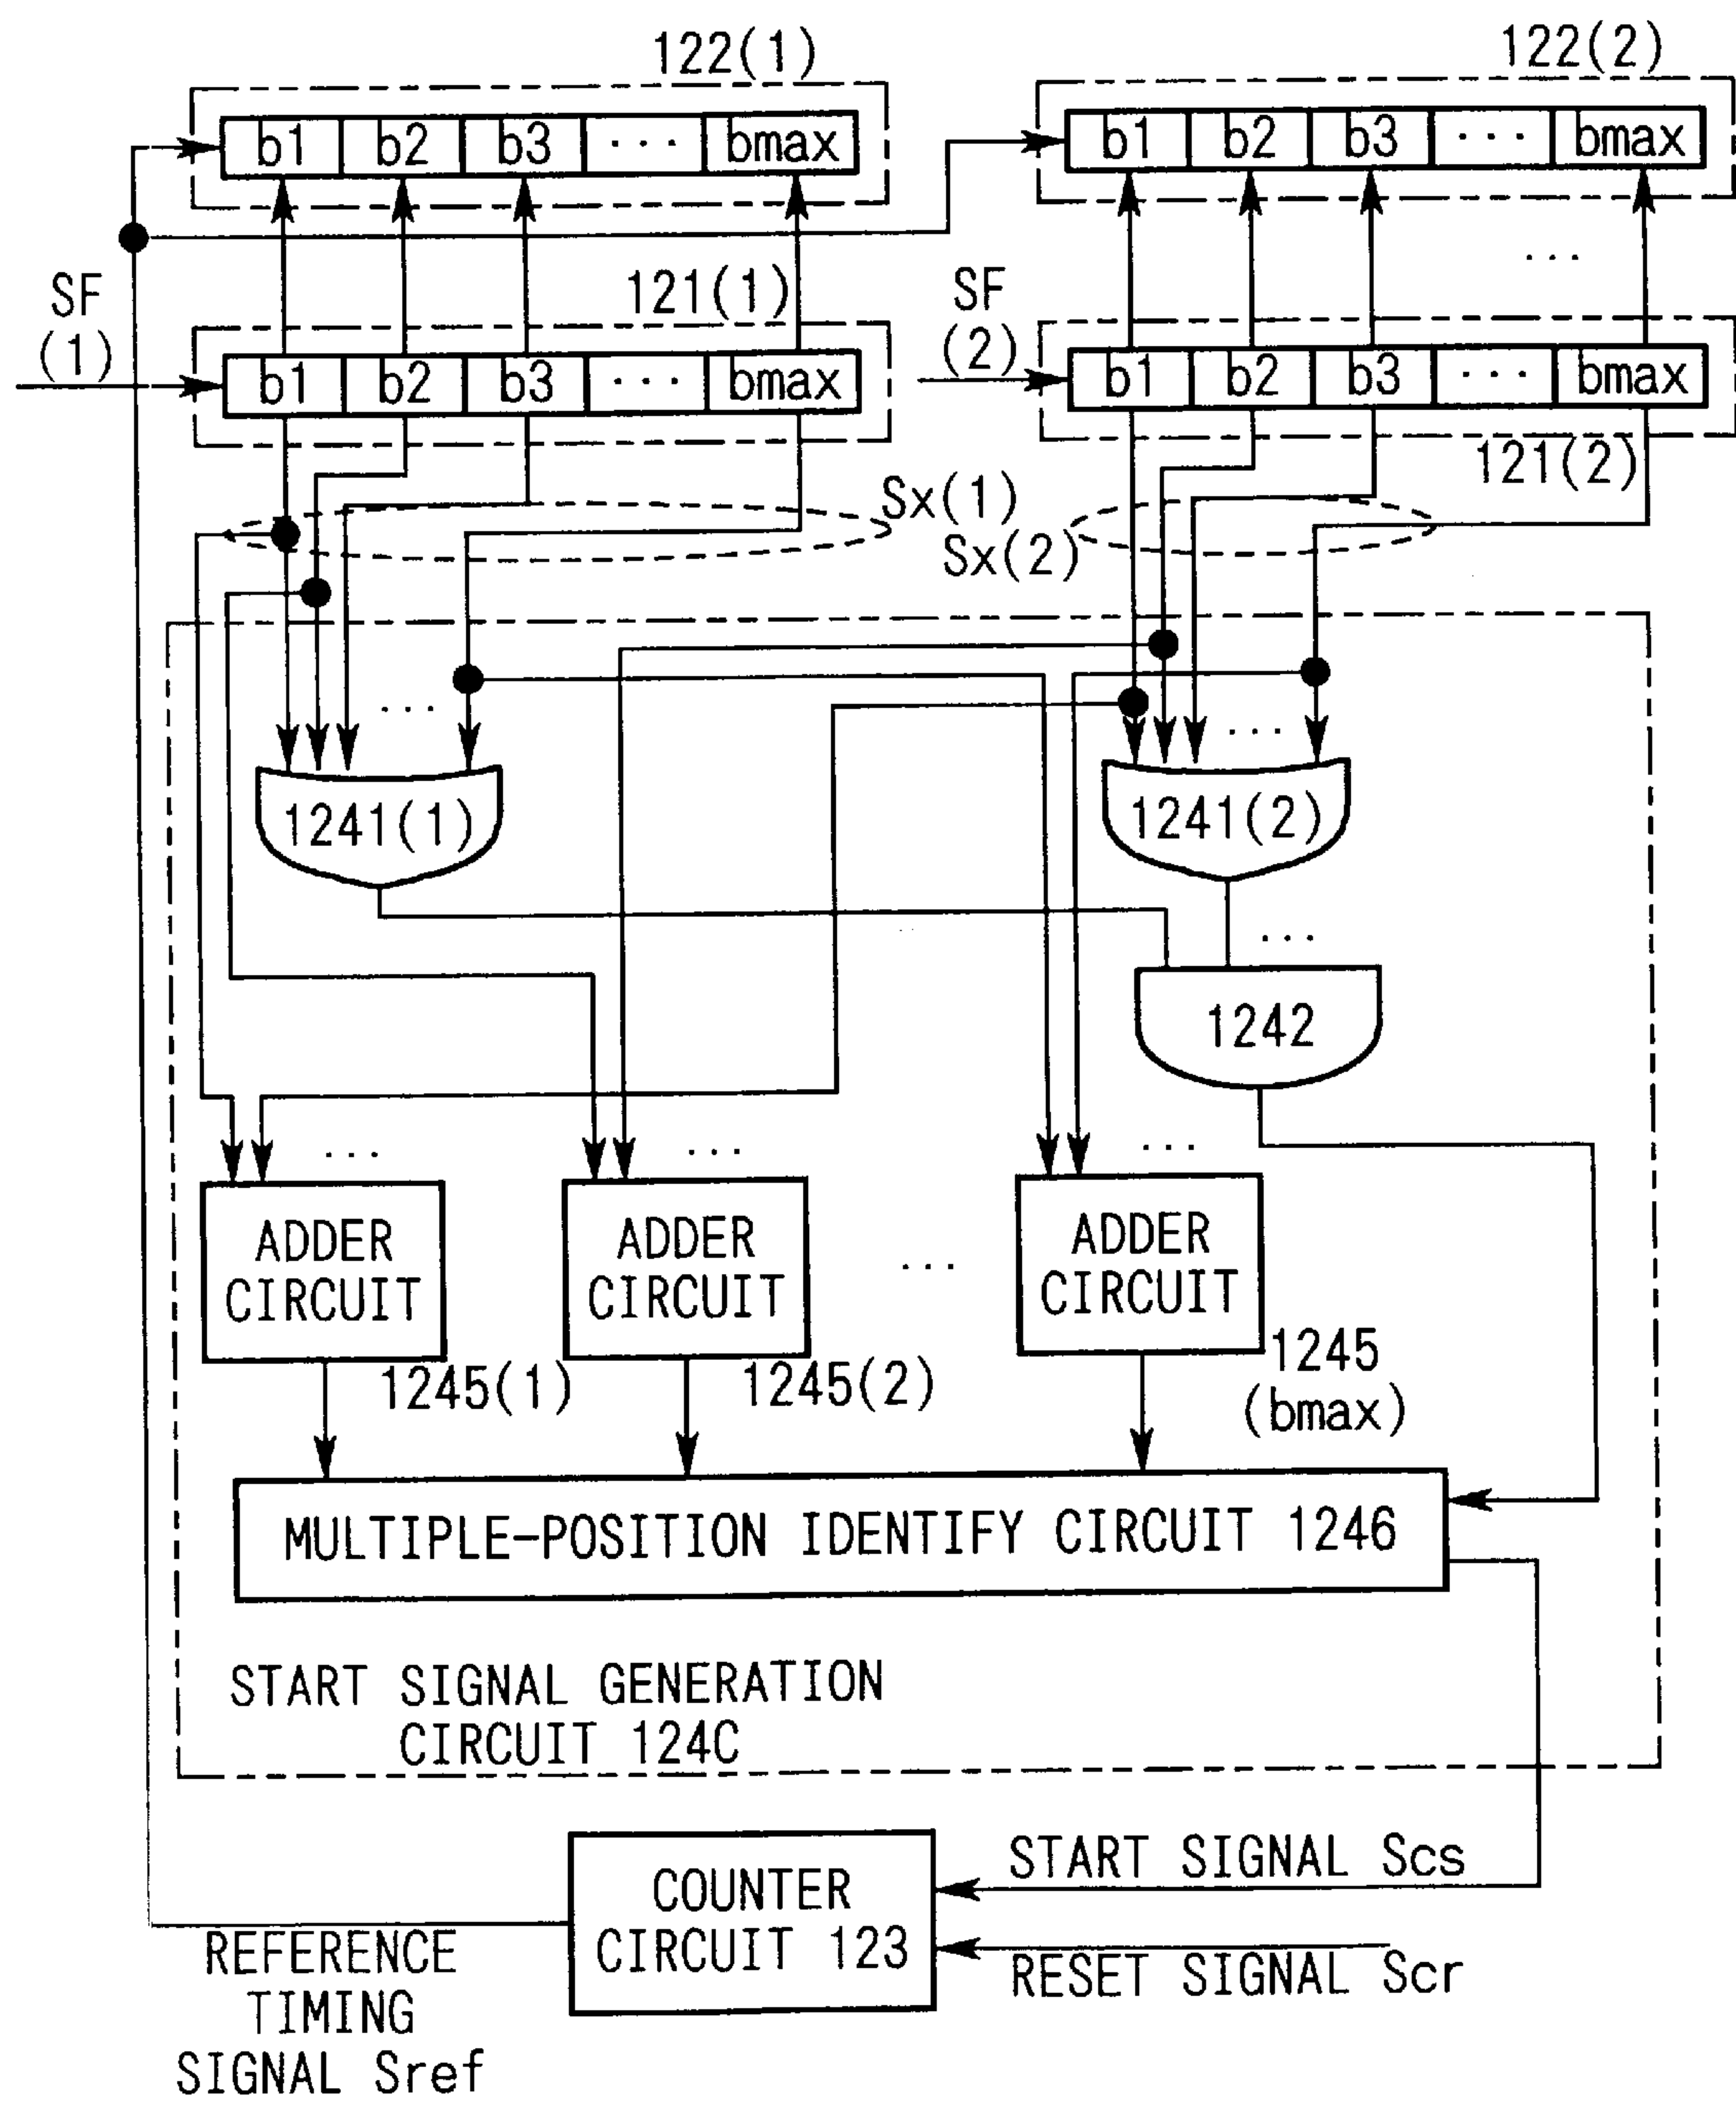 122(1)
122(2)
b1 b2 b3 ... bmax
b1 b2 b3 ... bmax
...
SF
(1)
121(1)
SF
(2)
b1 b2 b3 ... bmax
b1 b2 b3 ... bmax
121(2)
Sx(1)
Sx(2)
...
...
1241(1)
1241(2)
...
1242
...
...
...
ADDER
CIRCUIT
ADDER
CIRCUIT
...
ADDER
CIRCUIT
1245(1)
1245(2)
1245
(bmax)
MULTIPLE-POSITION IDENTIFY CIRCUIT 1246
START SIGNAL GENERATION
CIRCUIT 124C
COUNTER
CIRCUIT 123
START SIGNAL Scs
RESET SIGNAL Scr
REFERENCE
TIMING
SIGNAL Sref